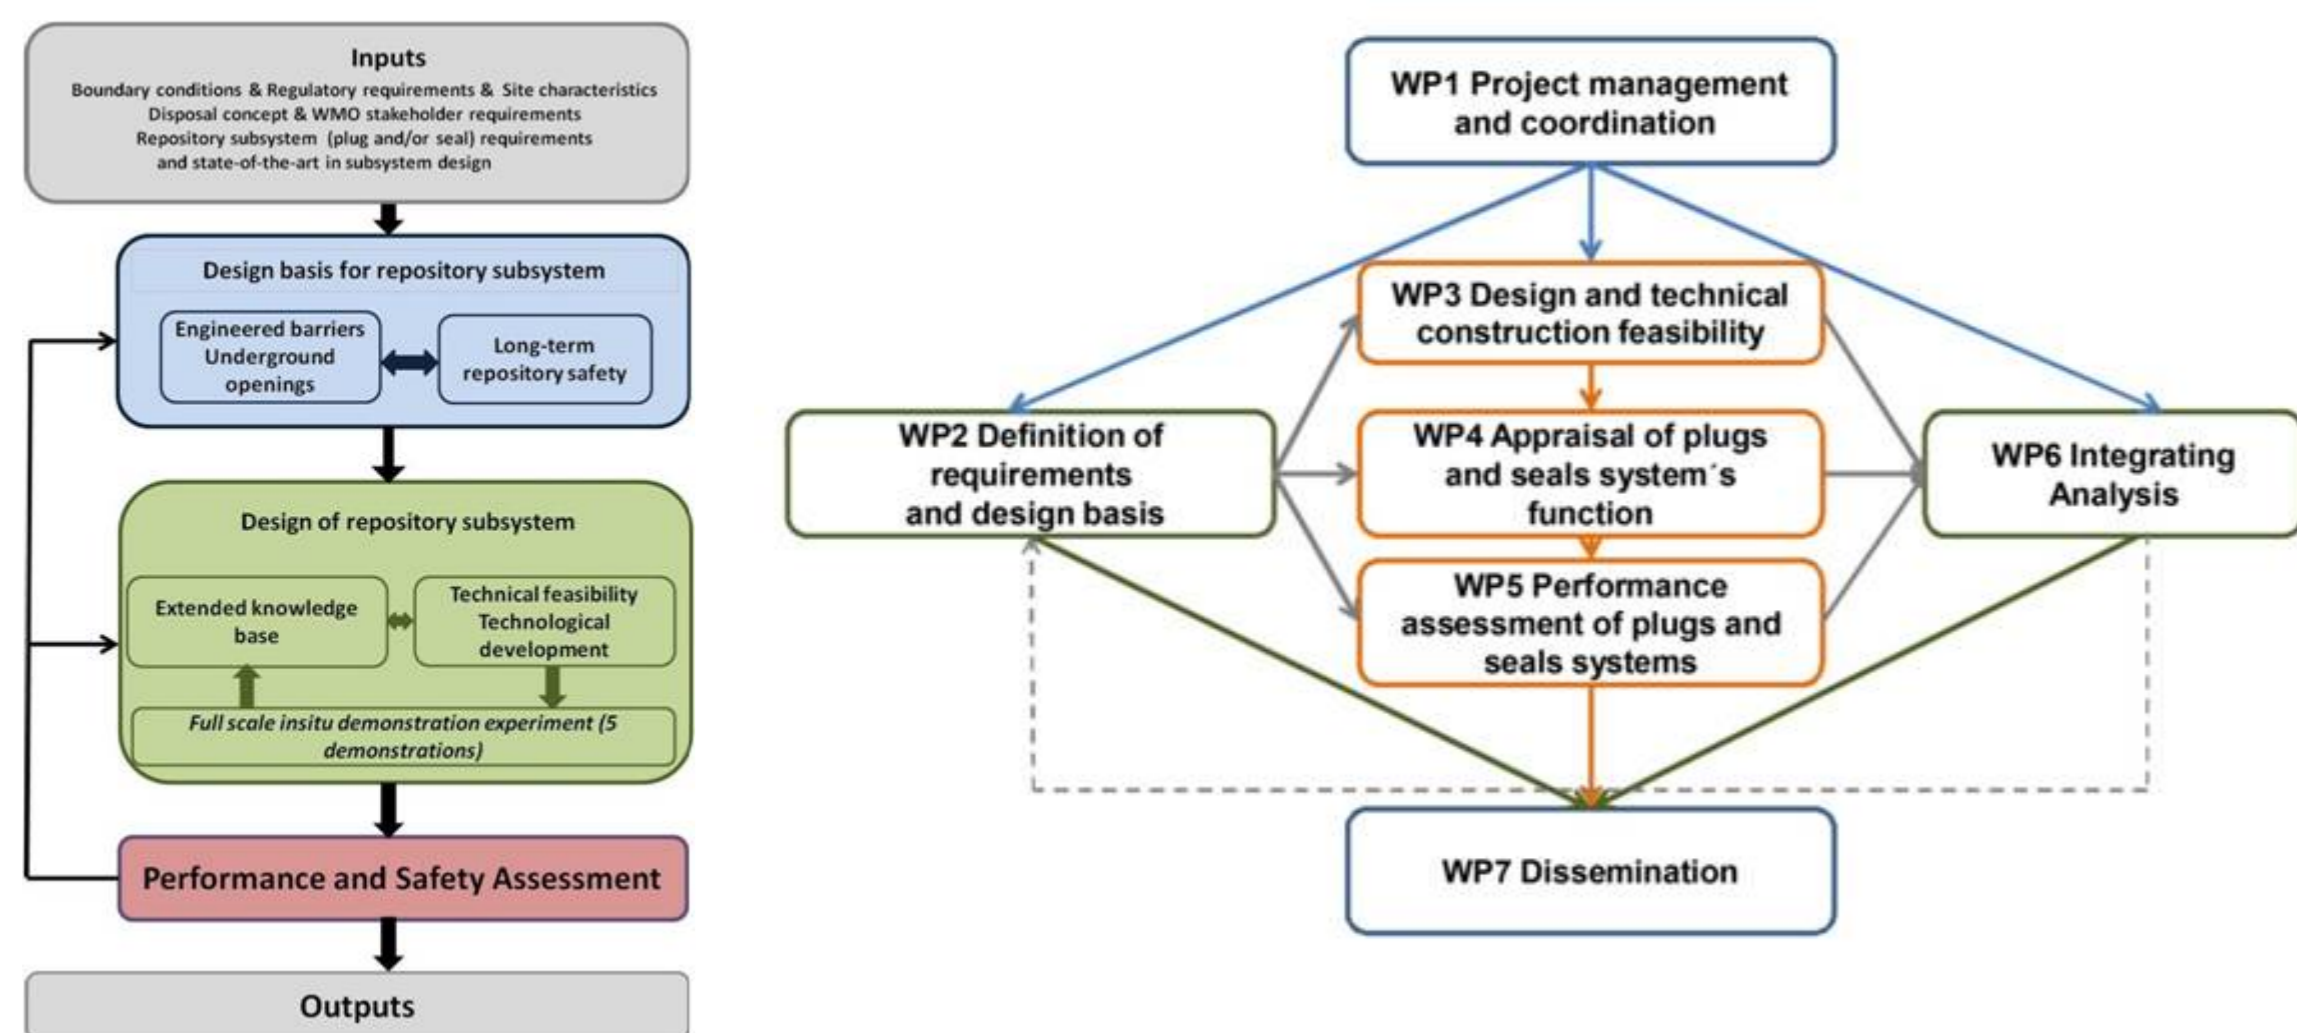 Inputs
Boundary conditions & Regulatory requirements & Site characteristics
Disposal concept & WMO stakeholder requirements
Repository subsystem (plug and/or seal) requirements
and state-of-the-art in subsystem design
Design basis for repository subsystem
Engineered barriers
Underground
openings
Long-term
repository safety
Design of repository subsystem
Extended knowledge
base
Technical feasibility
Technological
development
Full scale insitu demonstration experiment (5
demonstrations)
Performance and Safety Assessment
Outputs
WP1 Project management
and coordination
WP3 Design and technical
construction feasibility
WP2 Definition of
requirements
and design basis
WP4 Appraisal of plugs
and seals system´s
function
WP6 Integrating
Analysis
WP5 Performance
assessment of plugs and
seals systems
WP7 Dissemination